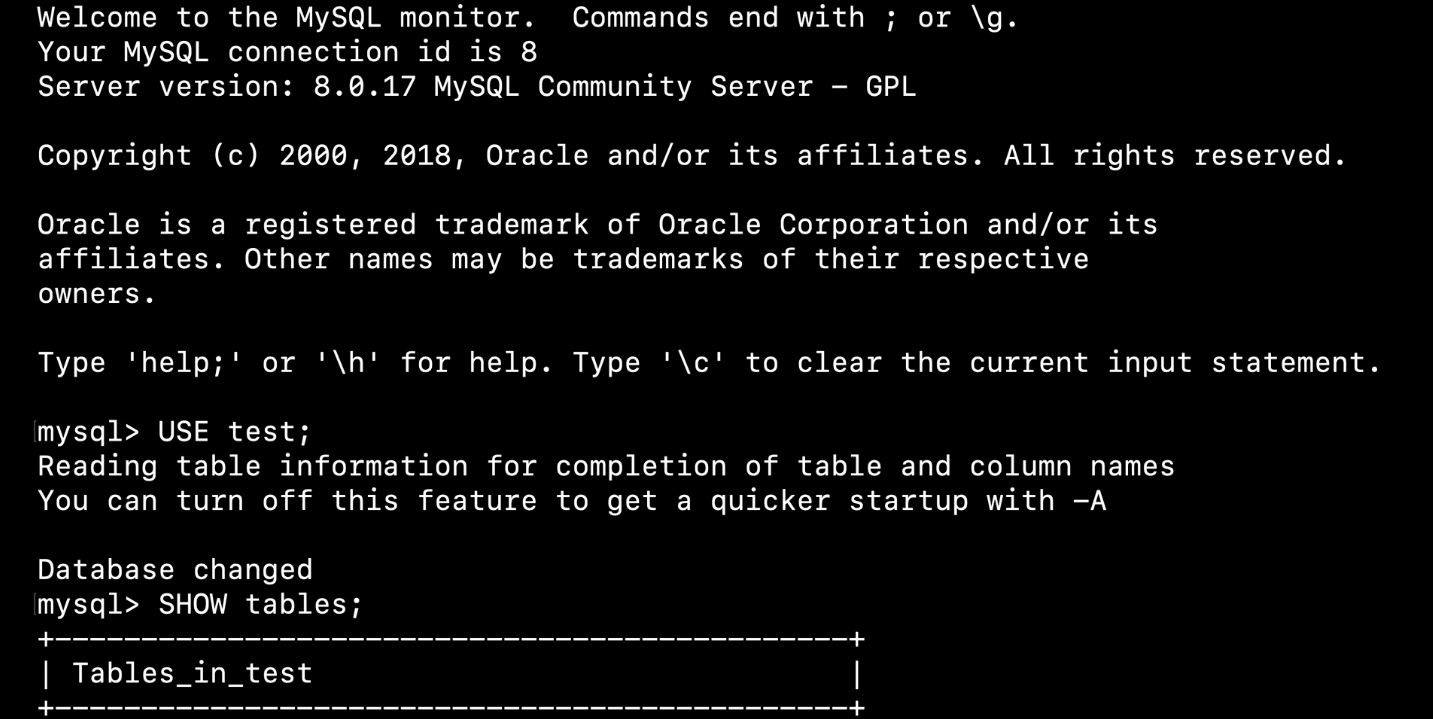 Welcome to the MySQL monitor.  Commands end with ; or \g.
Your MySQL connection id is 8
Server version: 8.0.17 MySQL Community Server - GPL
Copyright (c) 2000, 2018, Oracle and/or its affiliates. All rights reserved.
Oracle is a registered trademark of Oracle Corporation and/or its
affiliates. Other names may be trademarks of their respective
owners.
Type 'help;' or '\h' for help. Type '\c' to clear the current input statement.
mysql> USE test;
Reading table information for completion of table and column names
You can turn off this feature to get a quicker startup with -A
Database changed
mysql> SHOW tables;
+----------------------------------------------+
| Tables_in_test                               |
+----------------------------------------------+